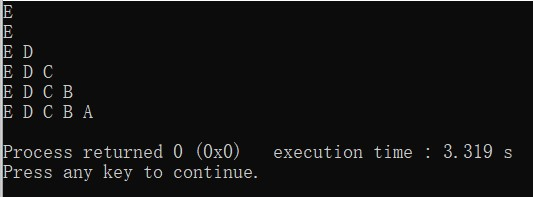 E
E
E D
E D C
E D C B
E D C B A
Process returned 0 (0x0)   execution time : 3.319 s
Press any key to continue.